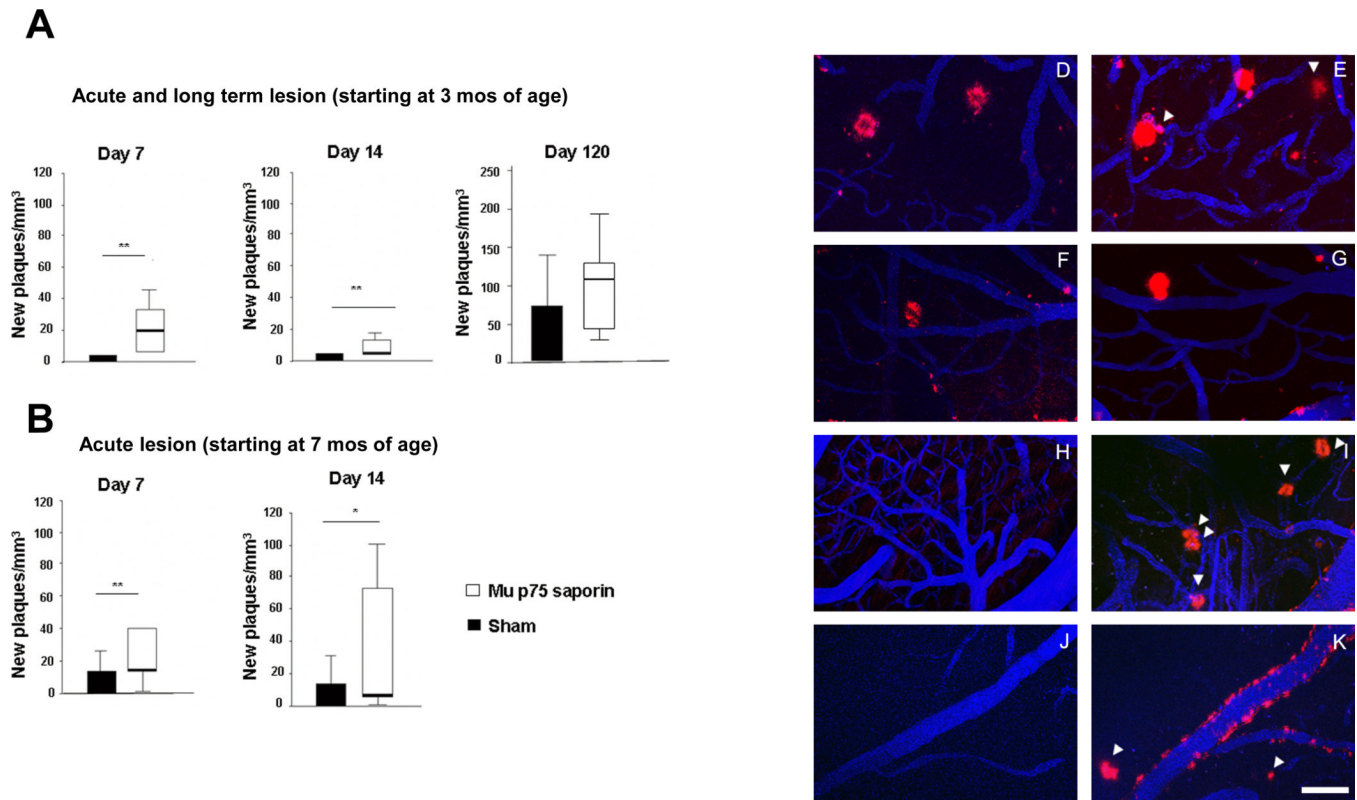 A
Acute and long term lesion (starting at 3 mos of age)
Day 7
Day 14
Day 120
New plaques/mm³
120
100
80
60
40
20
0
**
New plaques/mm³
120
100
80
60
40
20
0
**
New plaques/mm³
250
200
150
100
50
0
B
Acute lesion (starting at 7 mos of age)
Day 7
Day 14
New plaques/mm³
120
100
80
60
40
20
0
**
New plaques/mm³
120
100
80
60
40
20
0
*
Mu p75 saporin
Sham
D
E
F
G
H
I
J
K